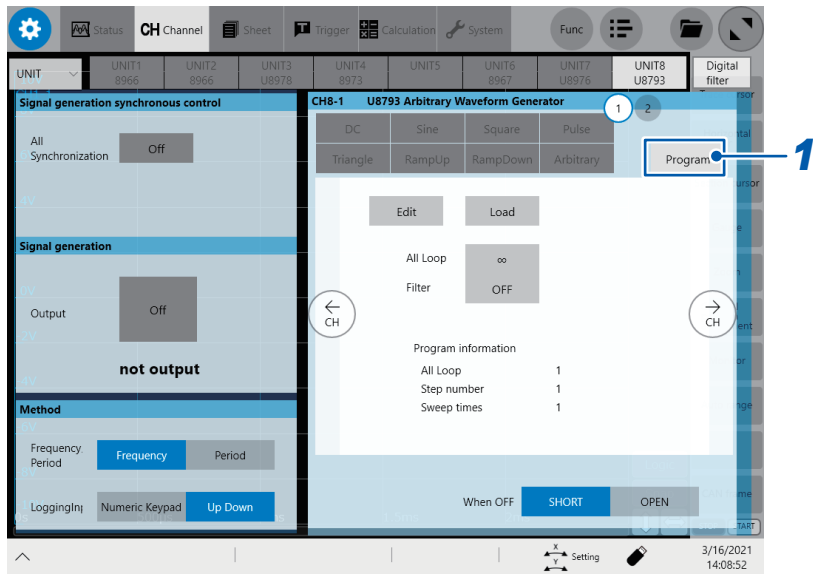 Status CH Channel Sheet T Trigger Calculation System Func
UNIT UNIT1 8966 UNIT2 8966 UNIT3 U8978 UNIT4 8973 UNIT5 UNIT6 8967 UNIT7 U8976 UNIT8 U8793 Digital filter
Signal generation synchronous control
All Synchronization Off
Signal generation
Output Off
not output
Method
Frequency Period Frequency Period
LoggingInp Numeric Keypad Up Down
CH8-1 U8793 Arbitrary Waveform Generator 1 2
DC Sine Square Pulse
Triangle RampUp RampDown Arbitrary Program 1
Edit Load
All Loop ∞
Filter OFF
← CH → CH
Program information
All Loop 1
Step number 1
Sweep times 1
When OFF SHORT OPEN
X Y Setting 3/16/2021
14:08:52